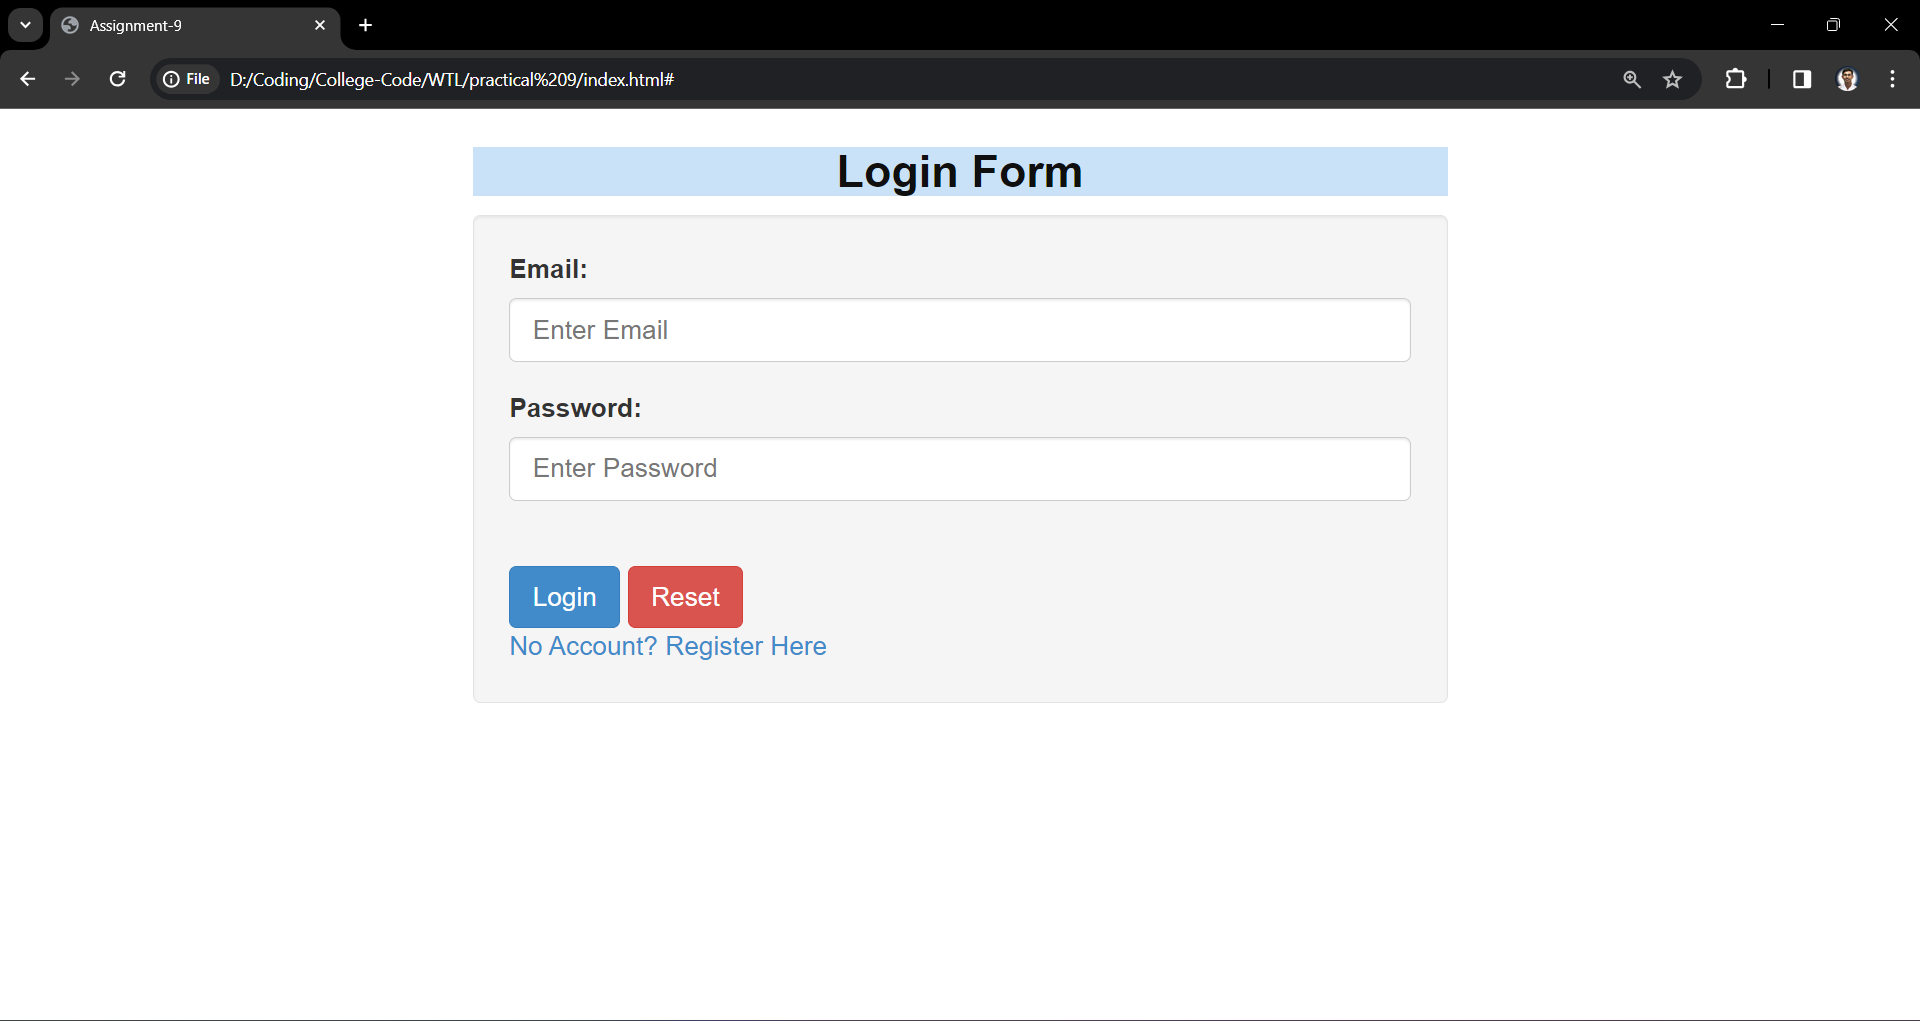 Assignment-9
File D:/Coding/College-Code/WTL/practical%209/index.html#
Login Form
Email:
Enter Email
Password:
Enter Password
Login Reset
No Account? Register Here